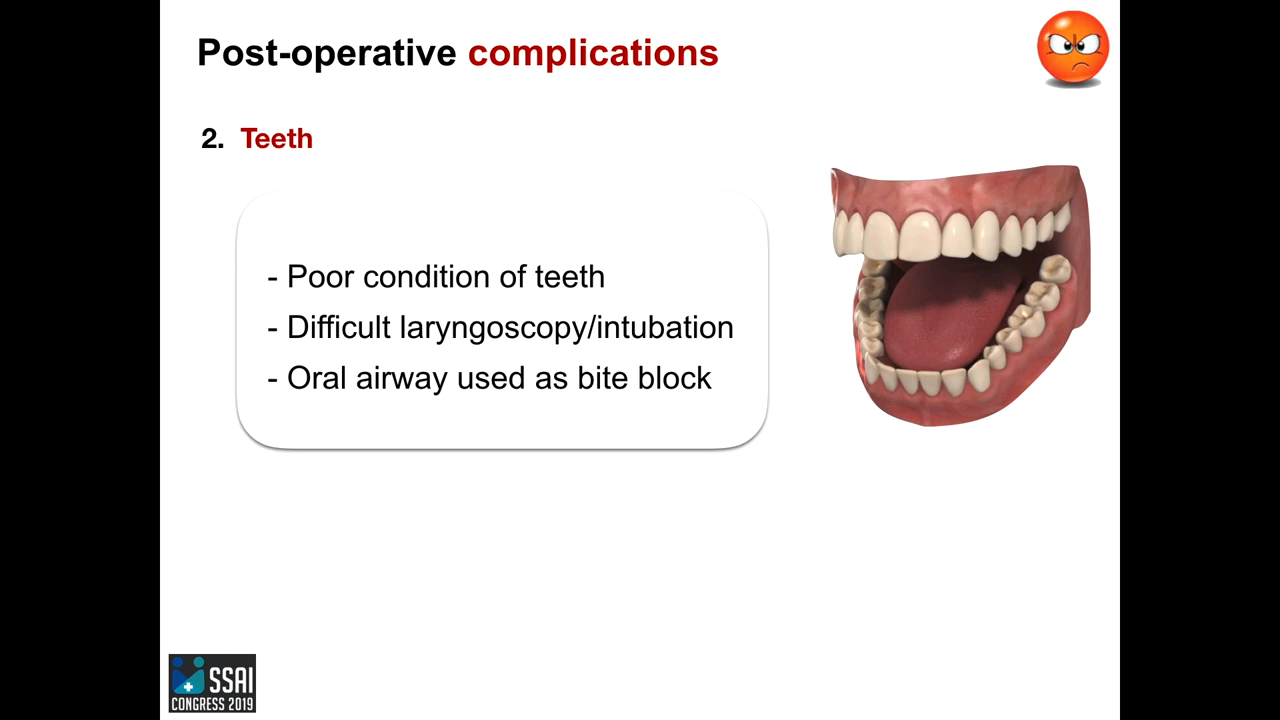 Post-operative complications
2. Teeth
- Poor condition of teeth
- Difficult laryngoscopy/intubation
- Oral airway used as bite block
SSAI
CONGRESS 2019